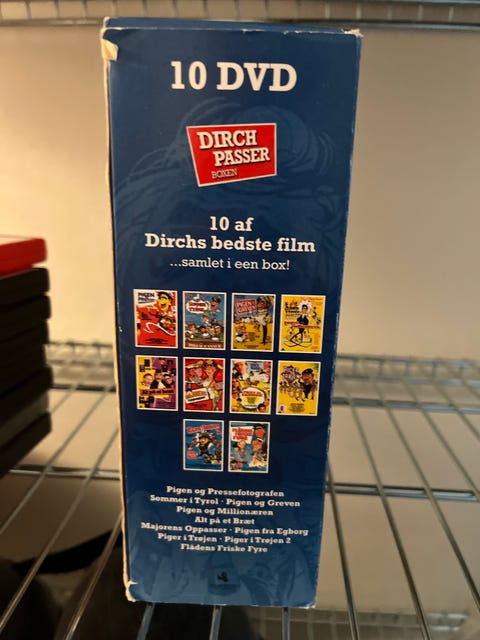 10 DVD
DIRCH
PASSER
BOXEN
10 af
Dirchs bedste film
...samlet i een box!
Pigen og Pressefotografen
Sommer i Tyrol · Pigen og Greven
Pigen og Millionæren
Alt på et Bræt
Majorens Oppasser · Pigen fra Egborg
Piger i Trøjen · Piger i Trøjen 2
Flådens Friske Fyre